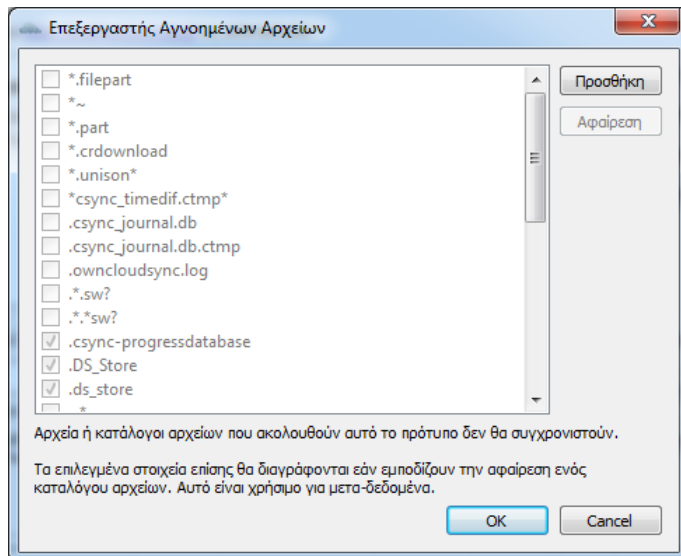 Επεξεργαστής Αγνοημένων Αρχείων
*.filepart
*~
*.part
*.crdownload
*.unison*
*csync_timedif.ctmp*
.csync_journal.db
.csync_journal.db.ctmp
.owncloudsync.log
.*.sw?
.*.*sw?
.csync-progressdatabase
.DS_Store
.ds_store
Προσθήκη
Αφαίρεση
Αρχεία ή κατάλογοι αρχείων που ακολουθούν αυτό το πρότυπο δεν θα συγχρονιστούν.
Τα επιλεγμένα στοιχεία επίσης θα διαγράφονται εάν εμποδίζουν την αφαίρεση ενός
καταλόγου αρχείων. Αυτό είναι χρήσιμο για μετα-δεδομένα.
OK
Cancel